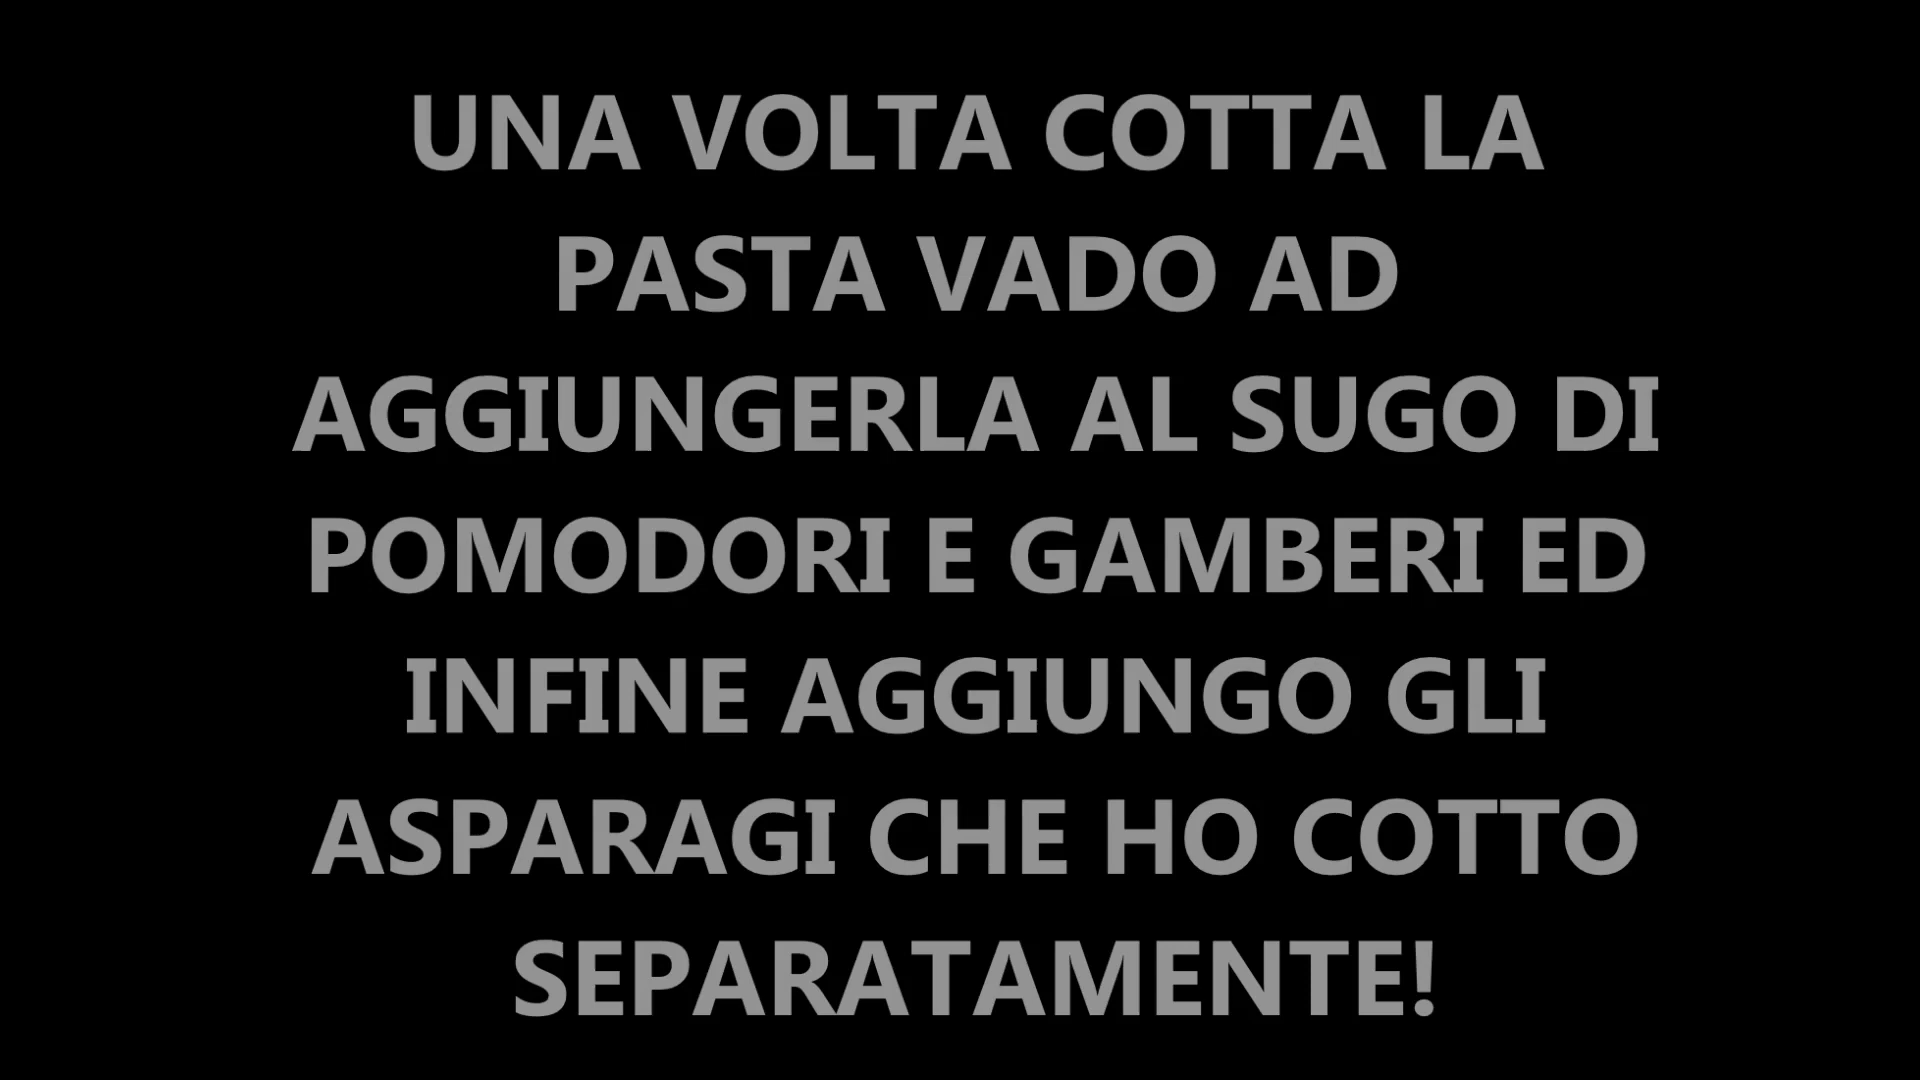 UNA VOLTA COTTA LA
PASTA VADO AD
AGGIUNGERLA AL SUGO DI
POMODORI E GAMBERI ED
INFINE AGGIUNGO GLI
ASPARAGI CHE HO COTTO
SEPARATAMENTE!